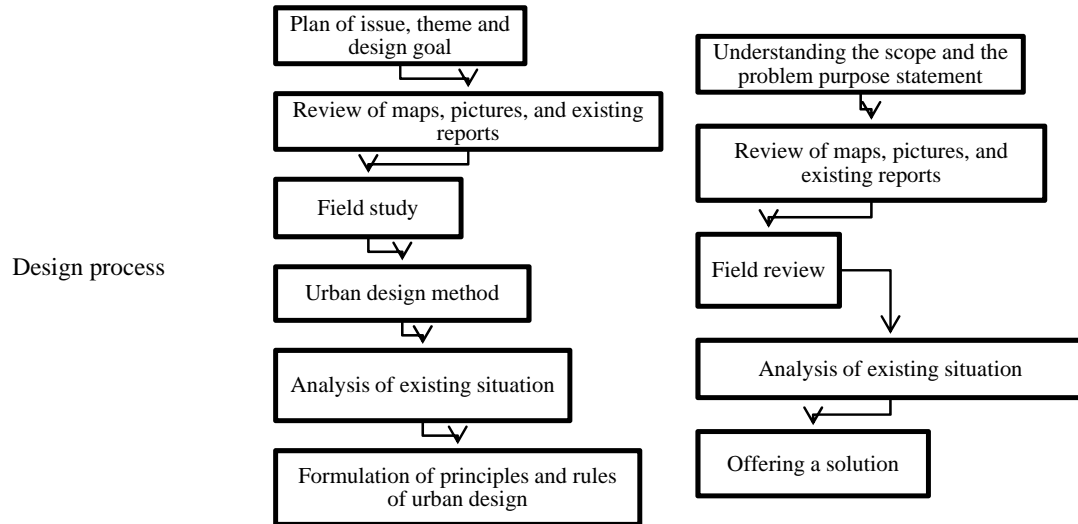 Design process
Plan of issue, theme and
design goal
Review of maps, pictures, and existing
reports
Field study
Urban design method
Analysis of existing situation
Formulation of principles and rules
of urban design
Understanding the scope and the
problem purpose statement
Review of maps, pictures, and
existing reports
Field review
Analysis of existing situation
Offering a solution